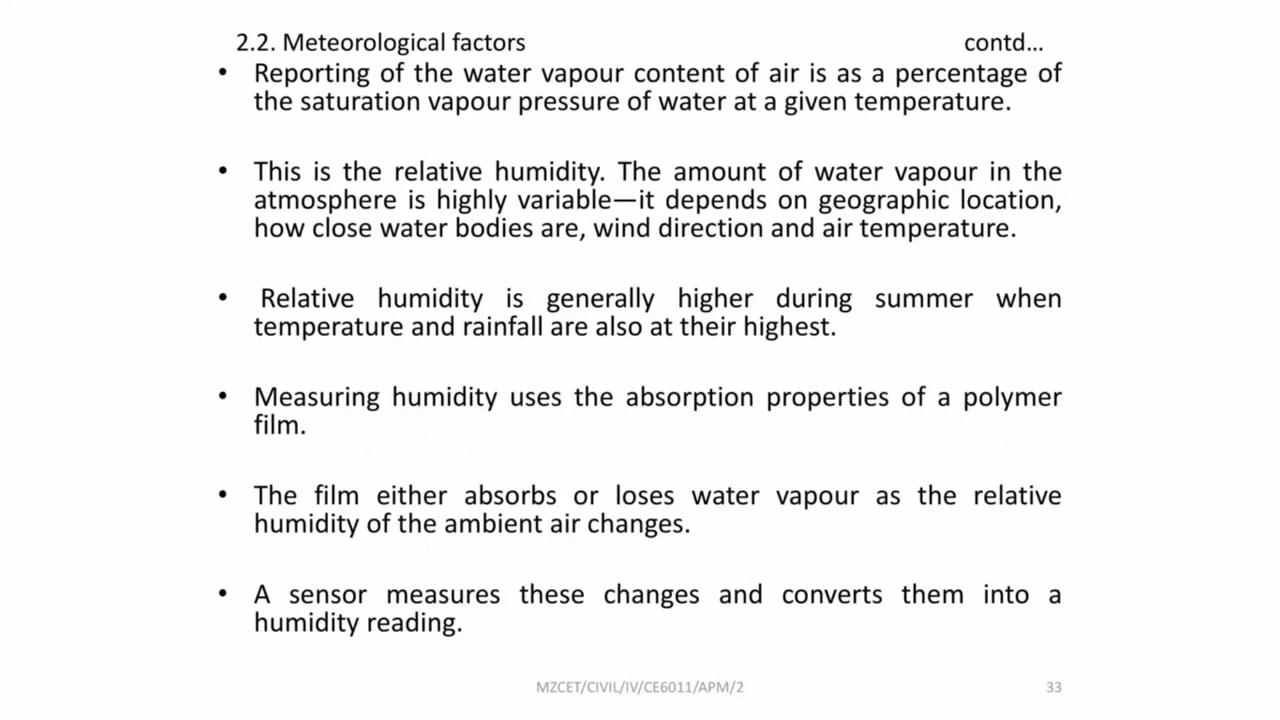 2.2. Meteorological factors contd...
• Reporting of the water vapour content of air is as a percentage of
the saturation vapour pressure of water at a given temperature.
• This is the relative humidity. The amount of water vapour in the
atmosphere is highly variable—it depends on geographic location,
how close water bodies are, wind direction and air temperature.
• Relative humidity is generally higher during summer when
temperature and rainfall are also at their highest.
• Measuring humidity uses the absorption properties of a polymer
film.
• The film either absorbs or loses water vapour as the relative
humidity of the ambient air changes.
• A sensor measures these changes and converts them into a
humidity reading.
MZCET/CIVIL/IV/CE6011/APM/2 33